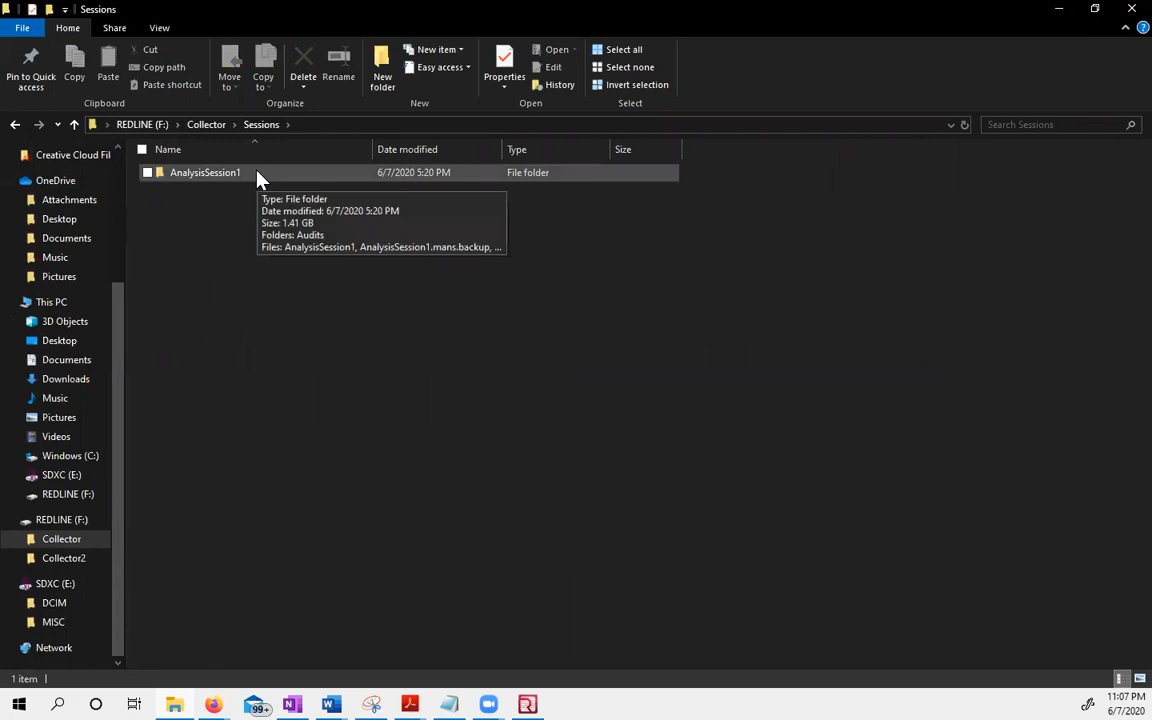 Sessions
File Home Share View
Pin to Quick access
Copy
Paste
Cut
Copy path
Paste shortcut
Clipboard
Move to
Copy to
Delete
Rename
Organize
New folder
New item
Easy access
New
Properties
Open
Edit
History
Open
Select all
Select none
Invert selection
Select
REDLINE (F:) > Collector > Sessions >
Search Sessions
Name Date modified Type Size
AnalysisSession1 6/7/2020 5:20 PM File folder
Type: File folder
Date modified: 6/7/2020 5:20 PM
Size: 1.41 GB
Folders: Audits
Files: AnalysisSession1, AnalysisSession1.mans.backup, ...
Creative Cloud Fil
OneDrive
Attachments
Desktop
Documents
Music
Pictures
This PC
3D Objects
Desktop
Documents
Downloads
Music
Pictures
Videos
Windows (C:)
SDXC (E:)
REDLINE (F:)
REDLINE (F:)
Collector
Collector2
SDXC (E:)
DCIM
MISC
Network
1 item
99+
11:07 PM
6/7/2020